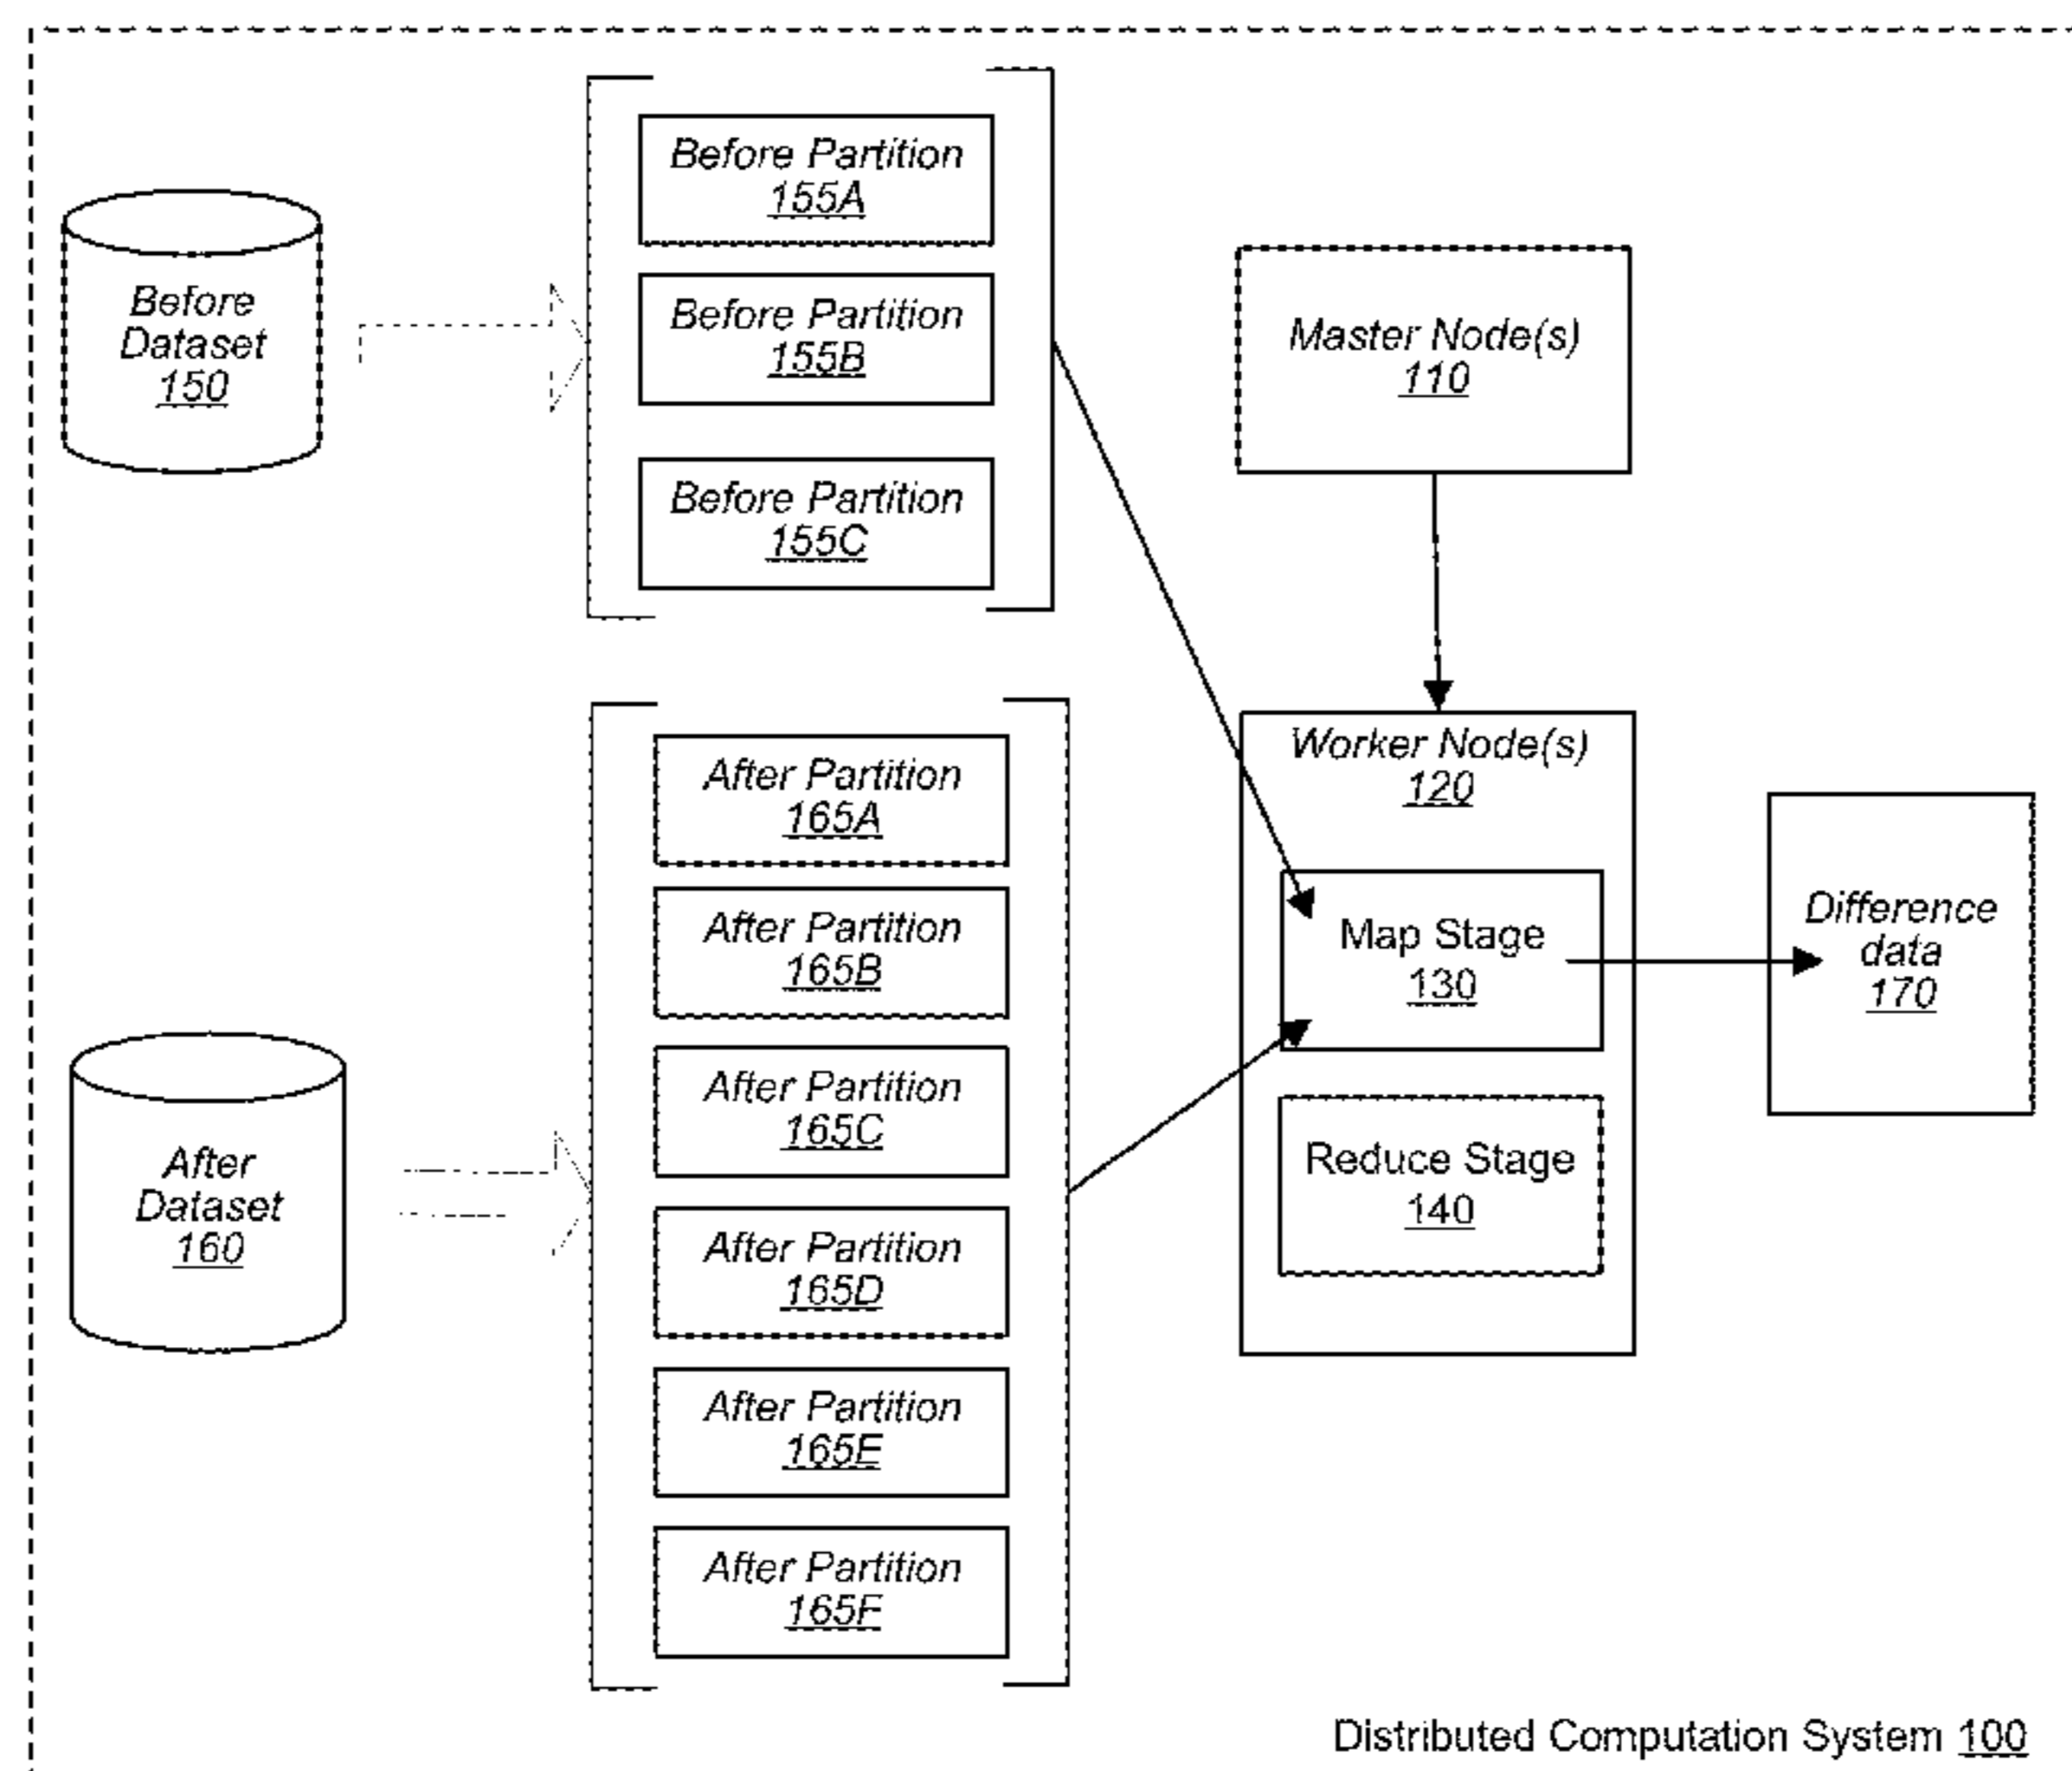 Before
Dataset
150
Before Partition
155A
Before Partition
155B
Before Partition
155C
Master Node(s)
110
After
Dataset
160
After Partition
165A
After Partition
165B
After Partition
165C
After Partition
165D
After Partition
165E
After Partition
165F
Worker Node(s)
120
Map Stage
130
Reduce Stage
140
Difference
data
170
Distributed Computation System 100